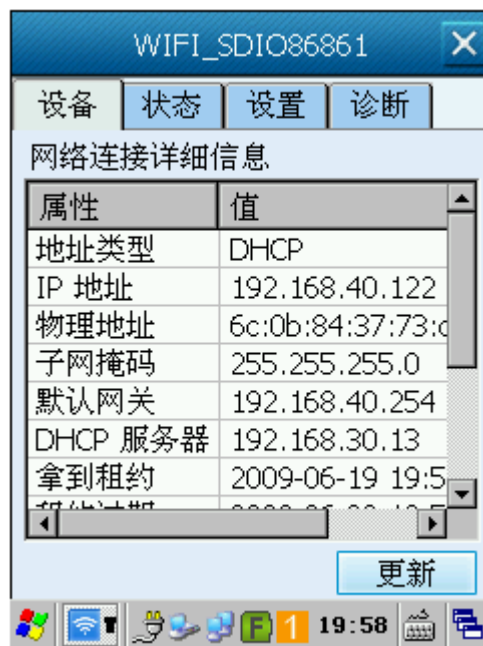 WIFI_SDIO86861
设备 状态 设置 诊断
网络连接详细信息
属性 值
地址类型 DHCP
IP 地址 192.168.40.122
物理地址 6c:0b:84:37:73:
子网掩码 255.255.255.0
默认网关 192.168.40.254
DHCP 服务器 192.168.30.13
拿到租约 2009-06-19 19:5
更新
F 1 19:58